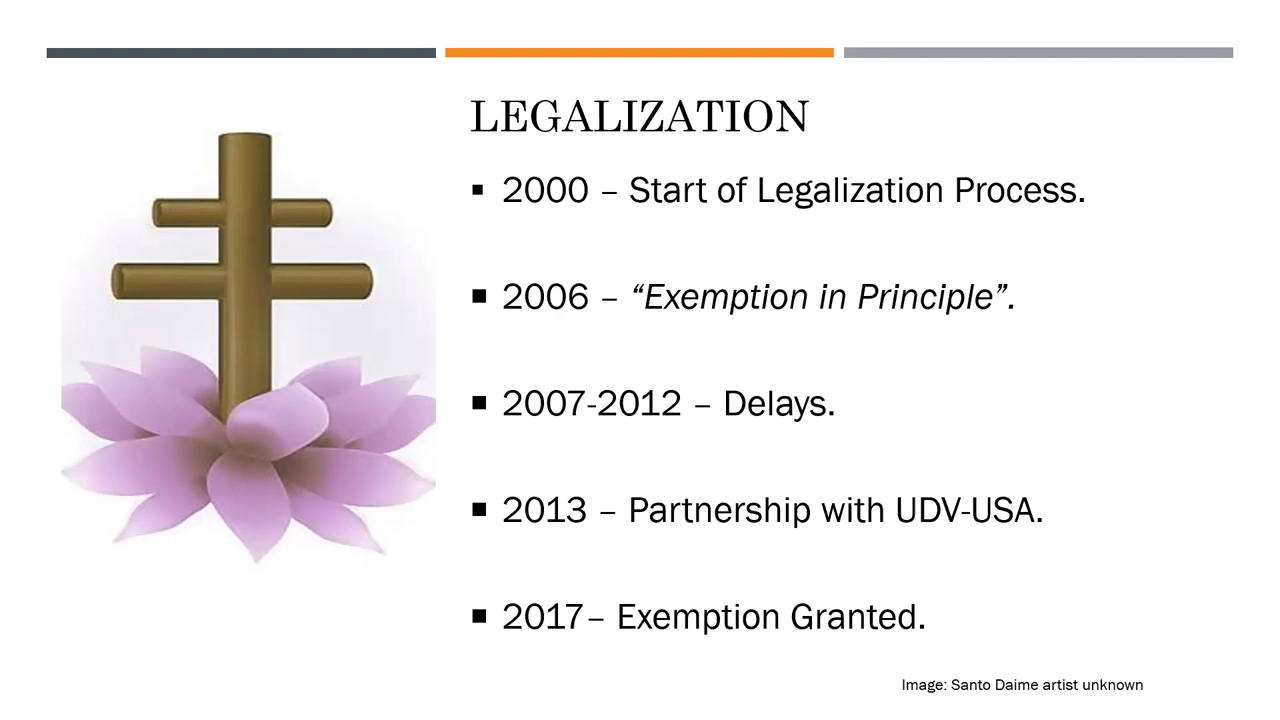 LEGALIZATION
▪ 2000 – Start of Legalization Process.
▪ 2006 – “Exemption in Principle”.
▪ 2007-2012 – Delays.
▪ 2013 – Partnership with UDV-USA.
▪ 2017– Exemption Granted.
Image: Santo Daime artist unknown